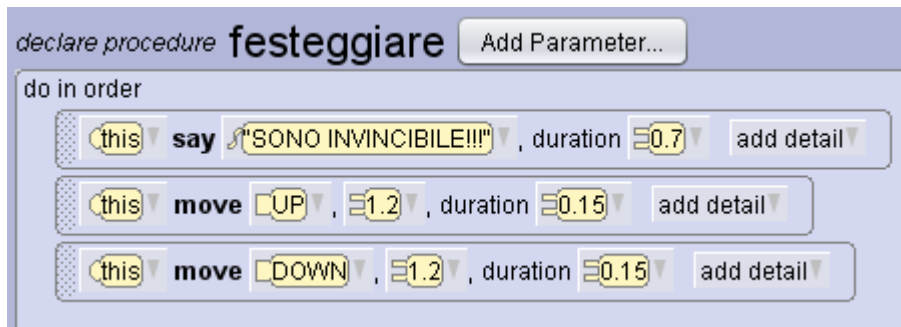 declare procedure festeggiare Add Parameter...
do in order
this say "SONO INVINCIBILE!!!" , duration 0.7 add detail
this move UP , 1.2 , duration 0.15 add detail
this move DOWN , 1.2 , duration 0.15 add detail